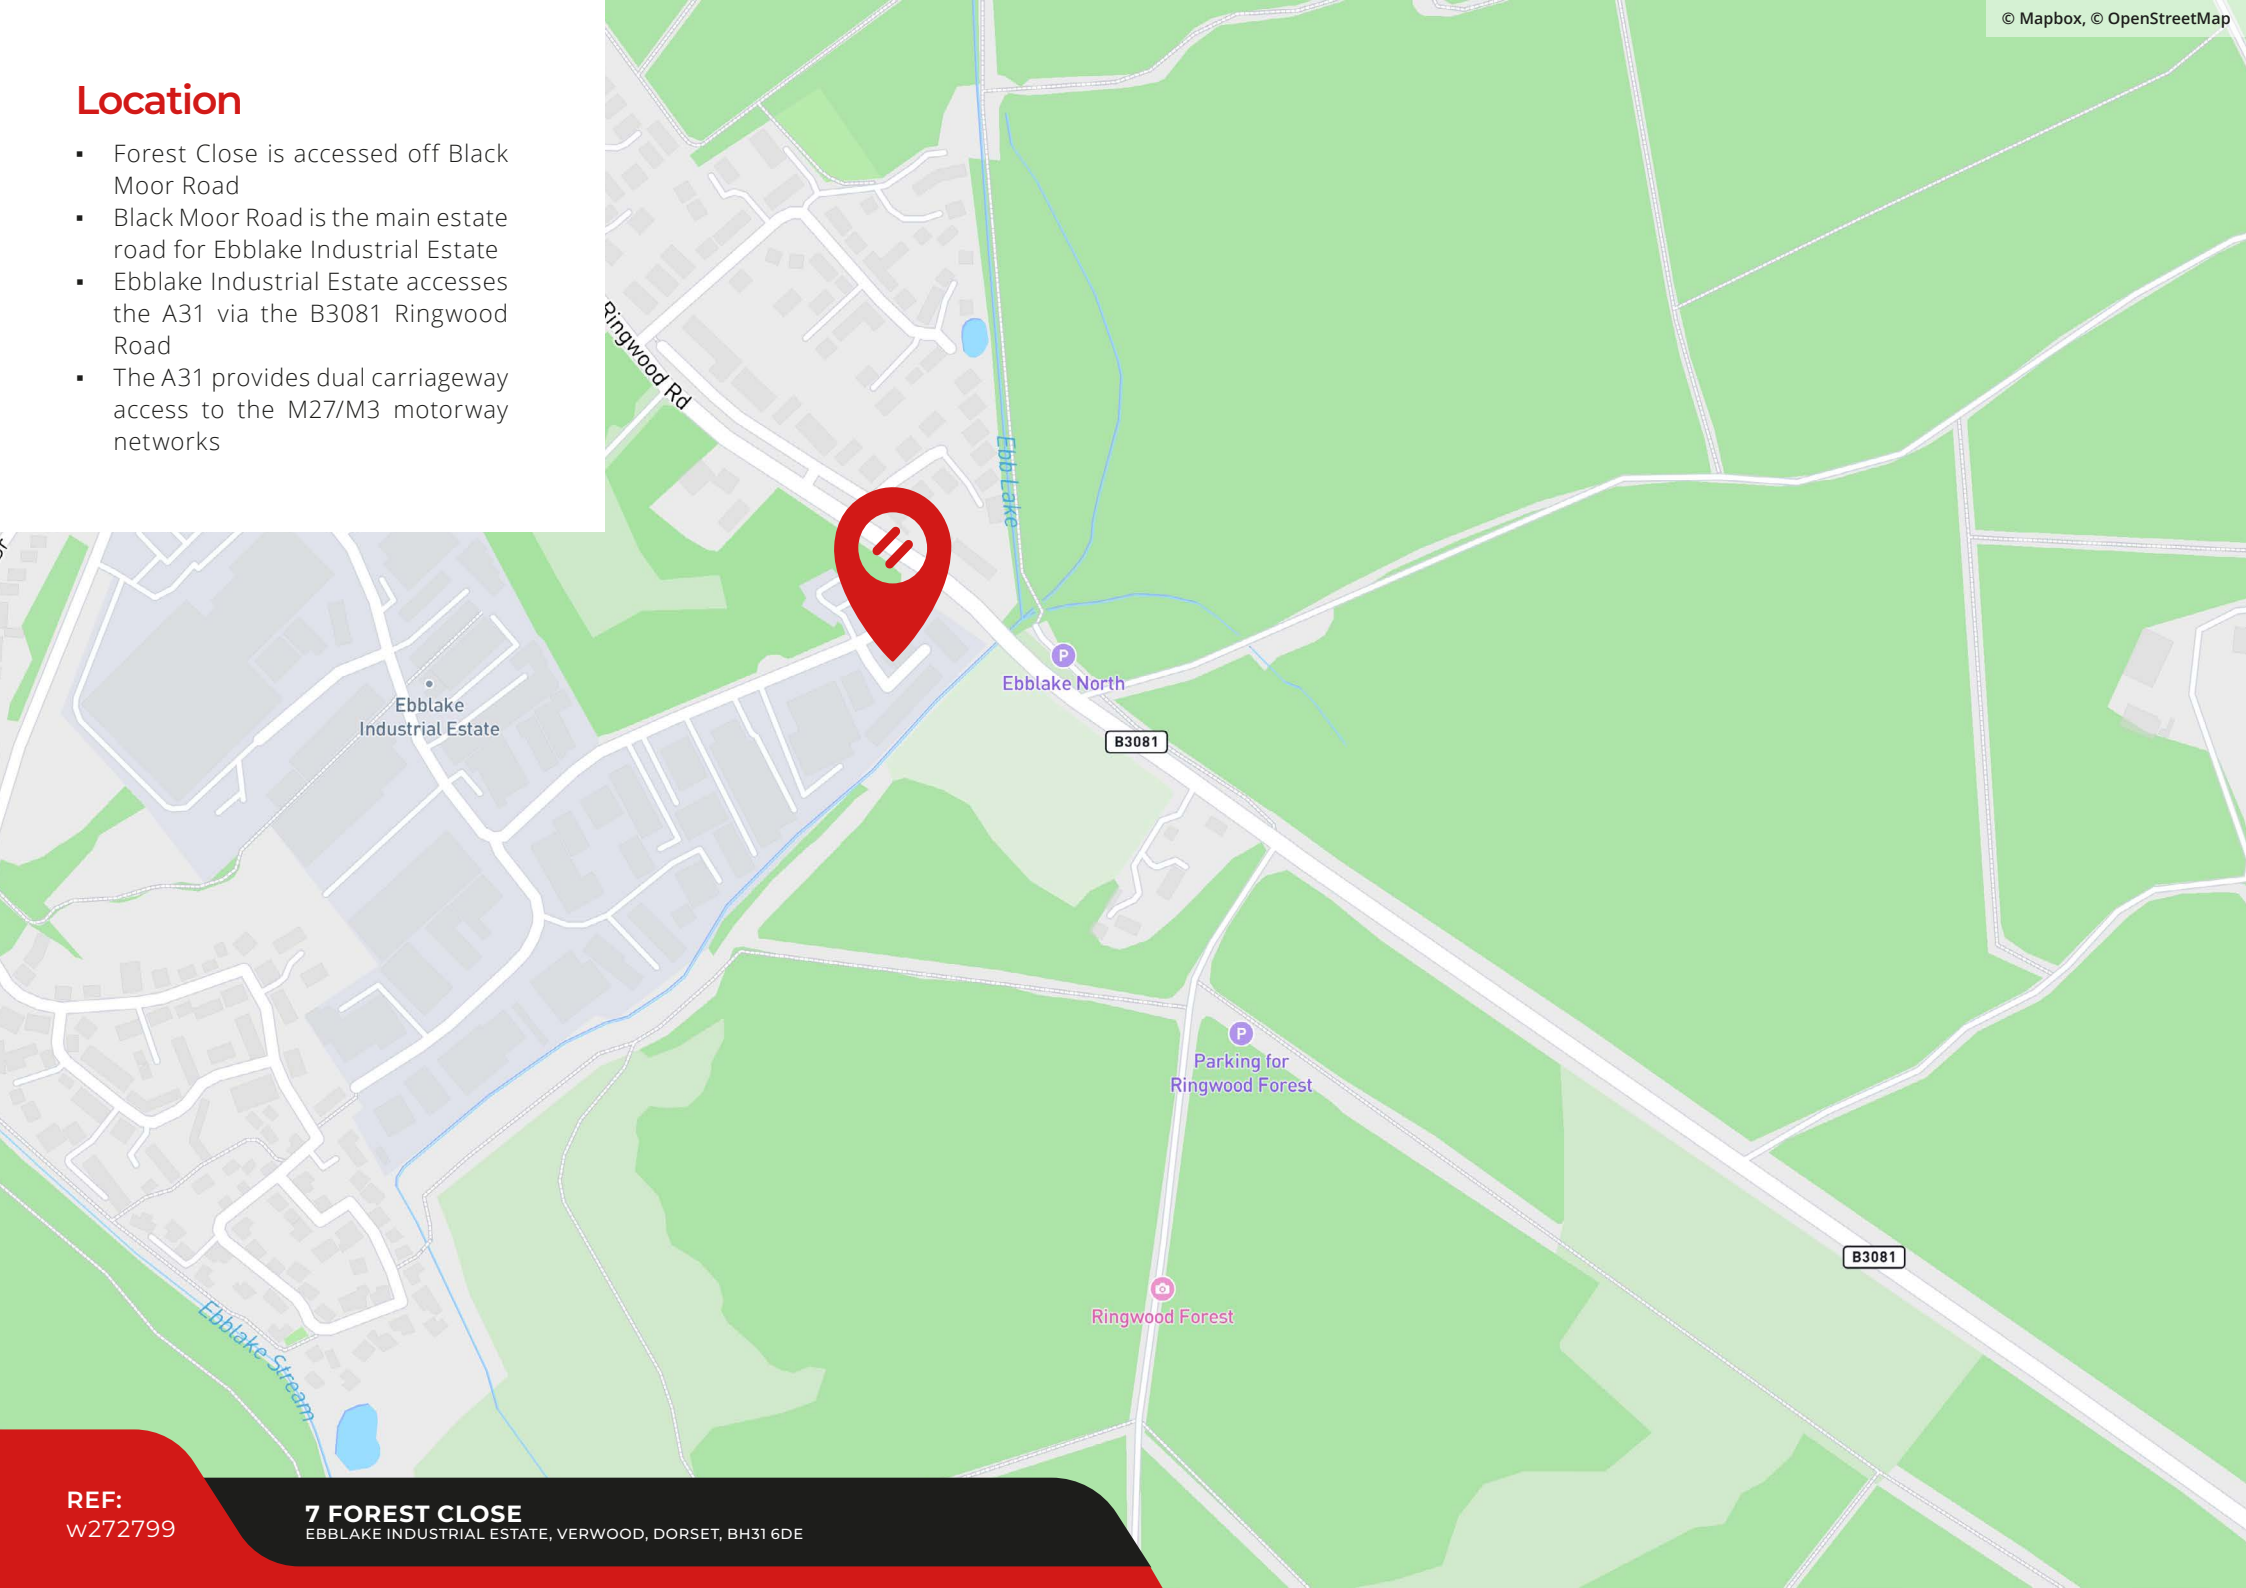 © Mapbox, © OpenStreetMap
Location
▪ Forest Close is accessed off Black
Moor Road
▪ Black Moor Road is the main estate
road for Ebblake Industrial Estate
▪ Ebblake Industrial Estate accesses
the A31 via the B3081 Ringwood
Road
▪ The A31 provides dual carriageway
access to the M27/M3 motorway
networks
Ringwood Rd
Ebb Lake
P
Ebblake North
Ebblake
Industrial Estate
B3081
P
Parking for
Ringwood Forest
B3081
Ringwood Forest
Ebblake Stream
REF:
w272799
7 FOREST CLOSE
EBBLAKE INDUSTRIAL ESTATE, VERWOOD, DORSET, BH31 6DE